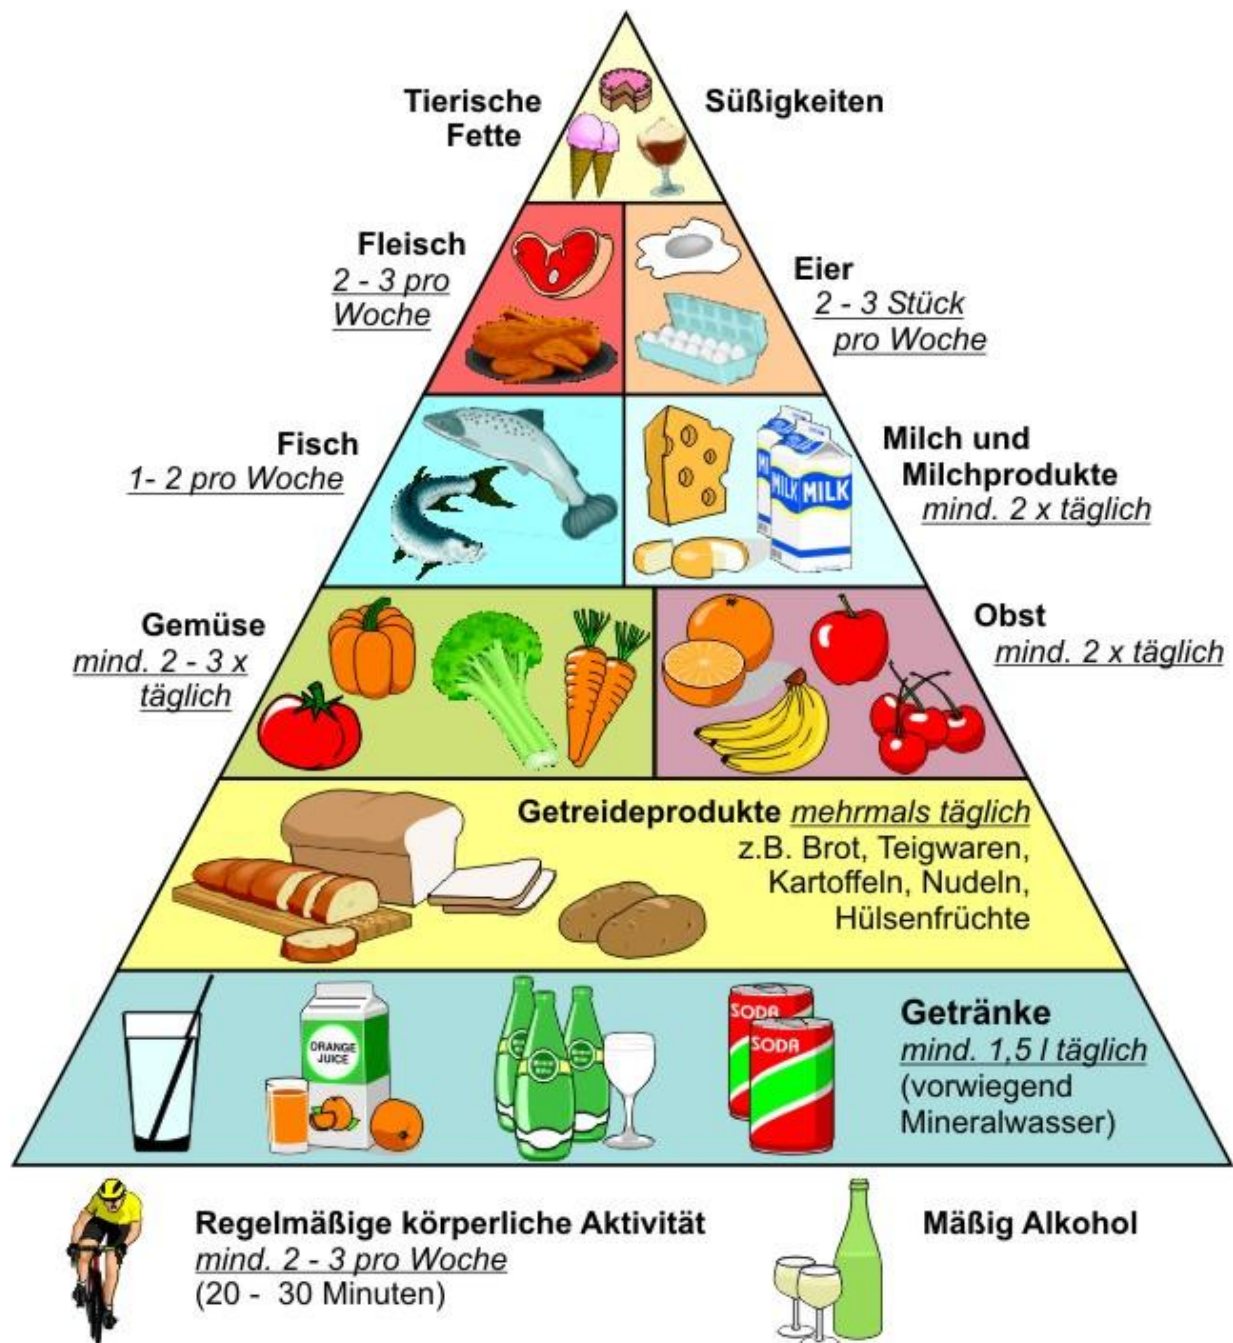 Tierische
Fette
Süßigkeiten
Fleisch
2 - 3 pro
Woche
Eier
2 - 3 Stück
pro Woche
Fisch
1- 2 pro Woche
Milch und
Milchprodukte
mind. 2 x täglich
MILK
MILK
Gemüse
mind. 2 - 3 x
täglich
Obst
mind. 2 x täglich
Getreideprodukte mehrmals täglich
z.B. Brot, Teigwaren,
Kartoffeln, Nudeln,
Hülsenfrüchte
ORANGE
JUICE
SODA
SODA
Getränke
mind. 1,5 l täglich
(vorwiegend
Mineralwasser)
Regelmäßige körperliche Aktivität
mind. 2 - 3 pro Woche
(20 - 30 Minuten)
Mäßig Alkohol